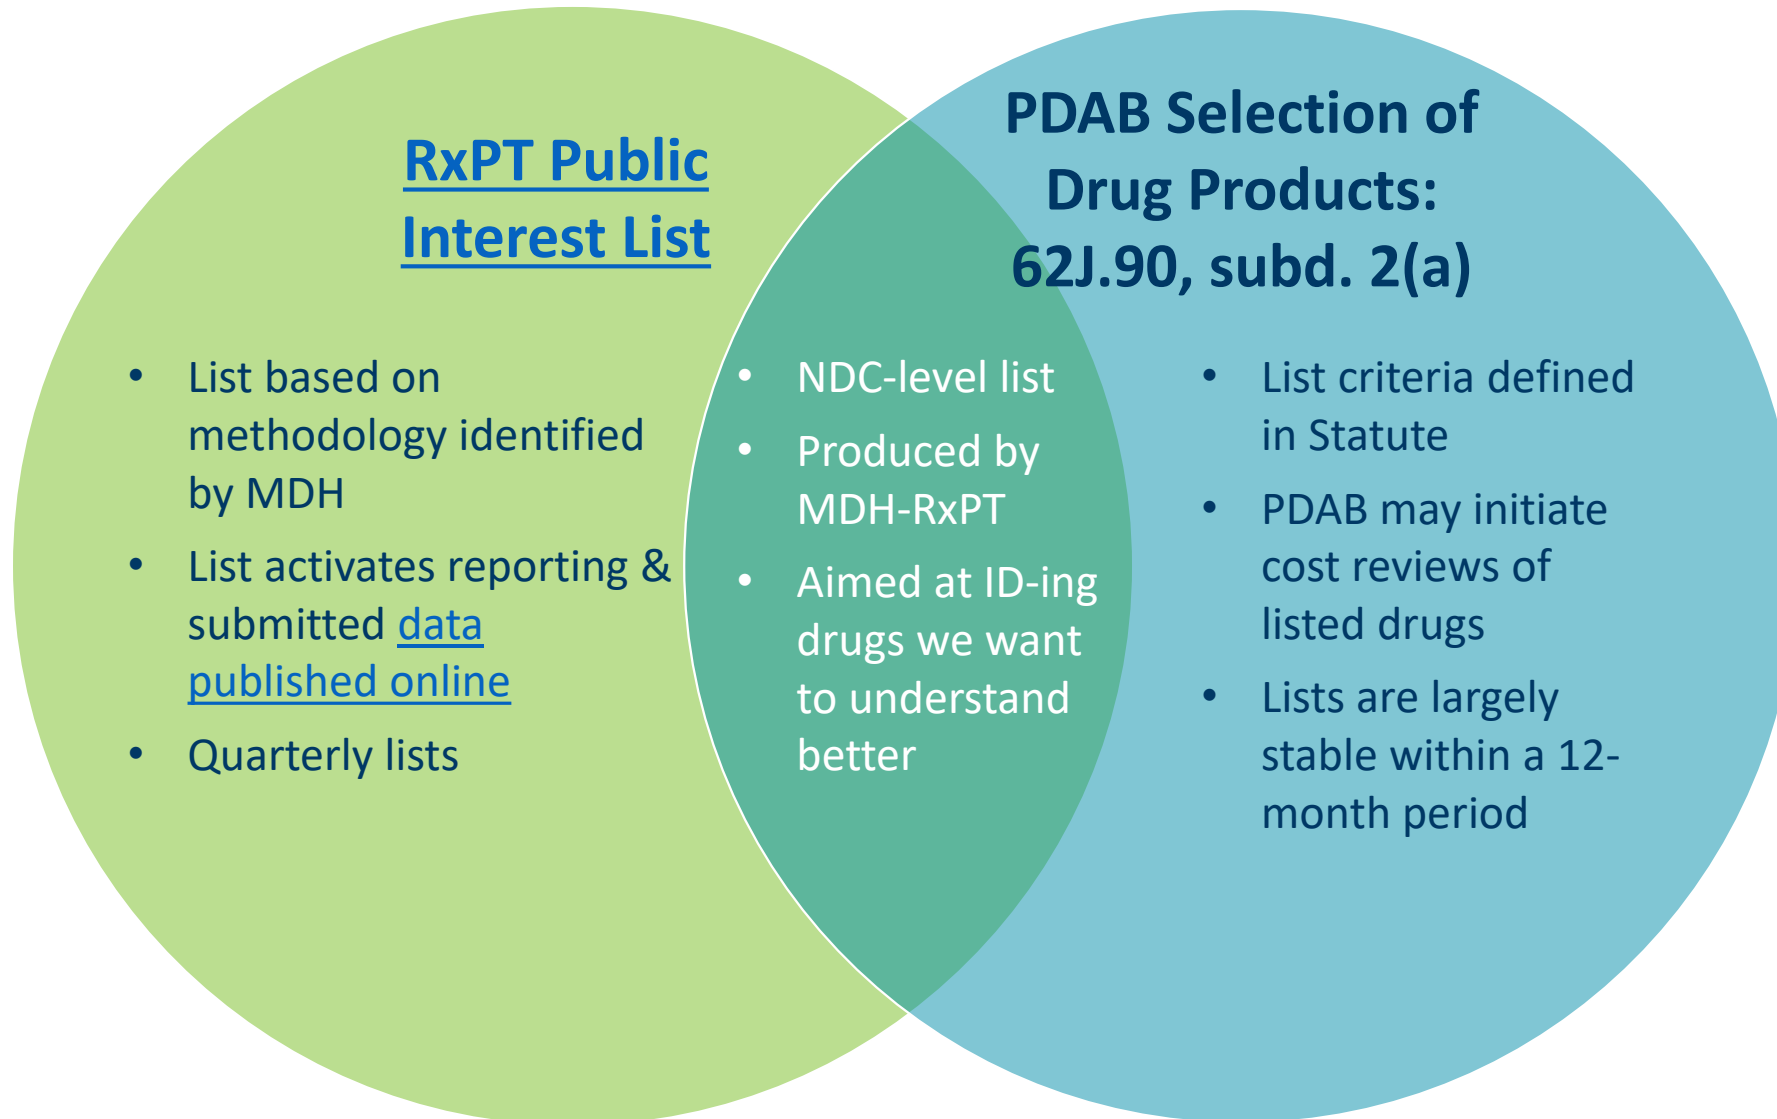 RxPT Public
Interest List
• List based on
methodology identified
by MDH
• List activates reporting &
submitted data
published online
• Quarterly lists
• NDC-level list
• Produced by
MDH-RxPT
• Aimed at ID-ing
drugs we want
to understand
better
PDAB Selection of
Drug Products:
62J.90, subd. 2(a)
• List criteria defined
in Statute
• PDAB may initiate
cost reviews of
listed drugs
• Lists are largely
stable within a 12-
month period